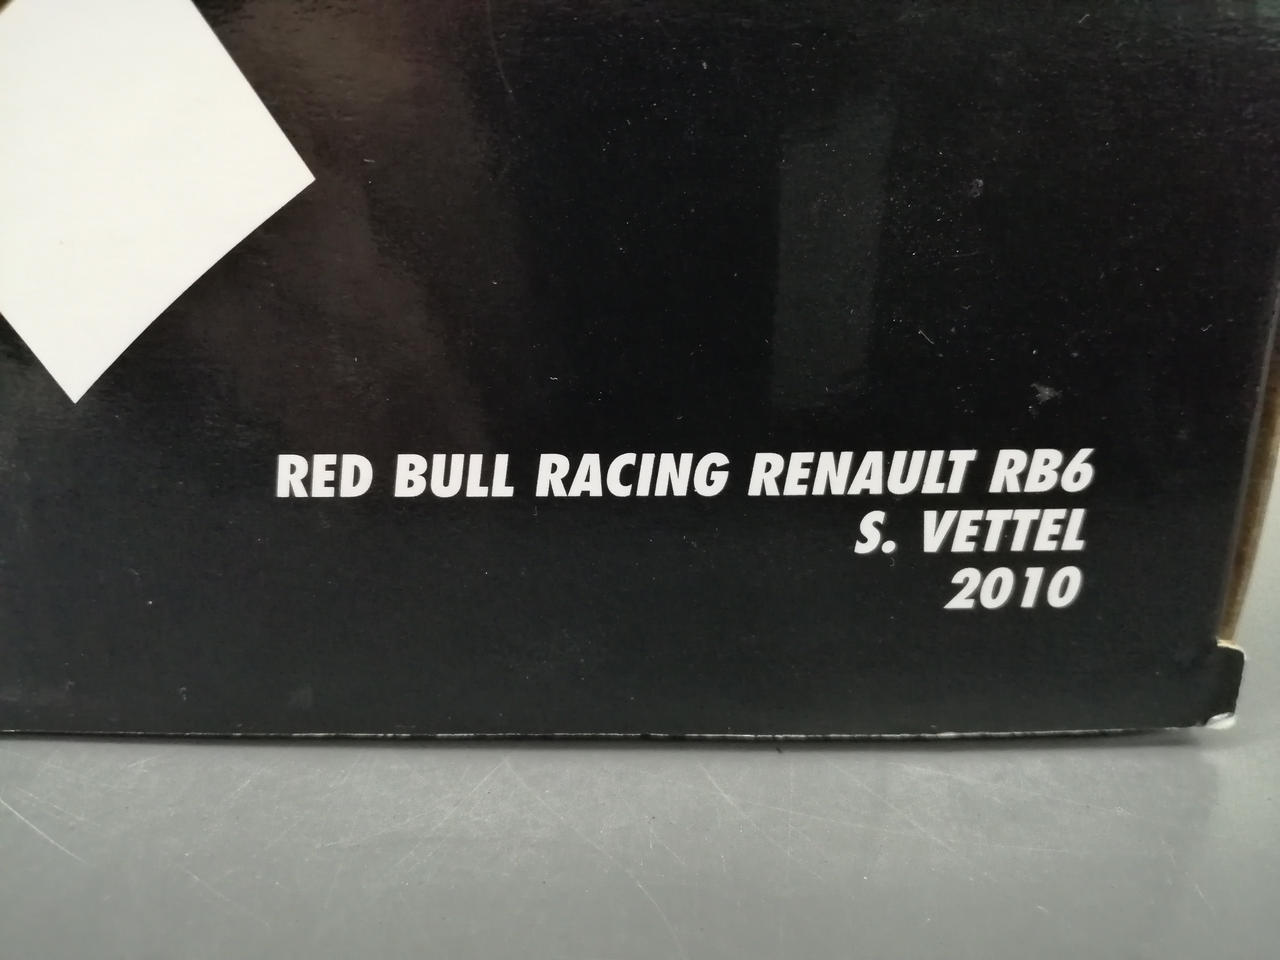 RED BULL RACING RENAULT RB6
S. VETTEL
2010